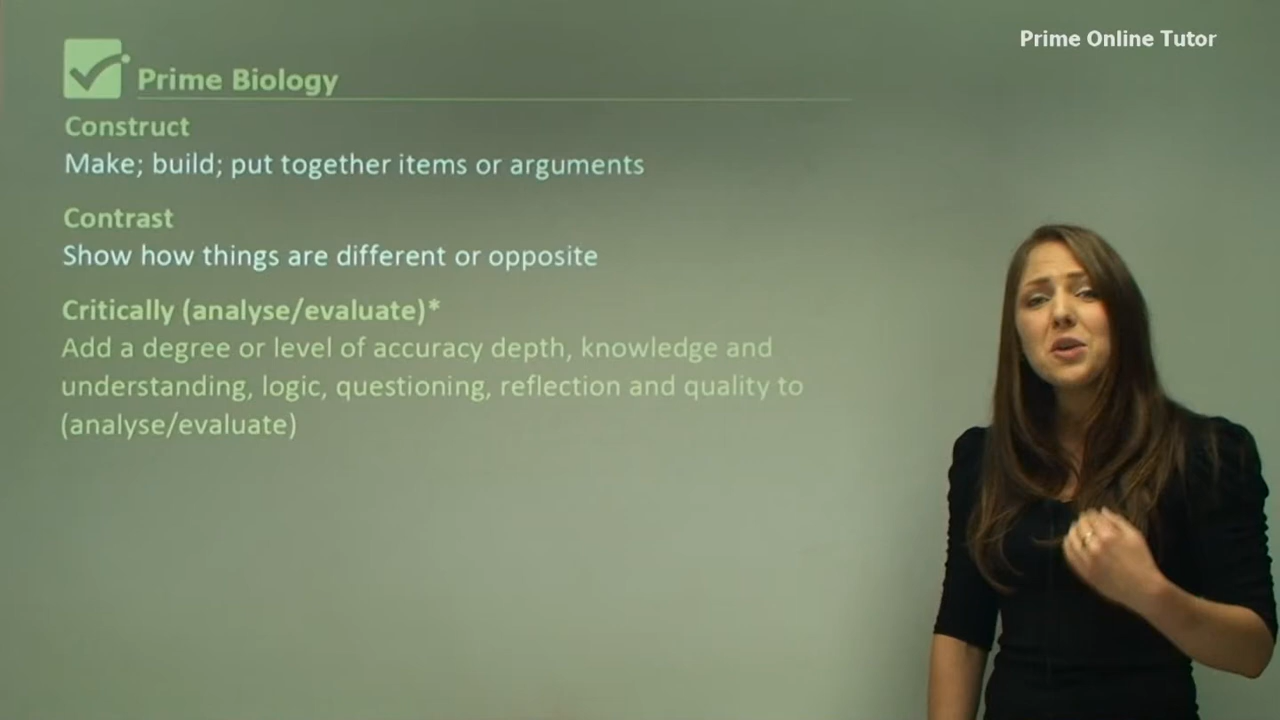 Prime Online Tutor
Prime Biology
Construct
Make; build; put together items or arguments
Contrast
Show how things are different or opposite
Critically (analyse/evaluate)*
Add a degree or level of accuracy depth, knowledge and
understanding, logic, questioning, reflection and quality to
(analyse/evaluate)